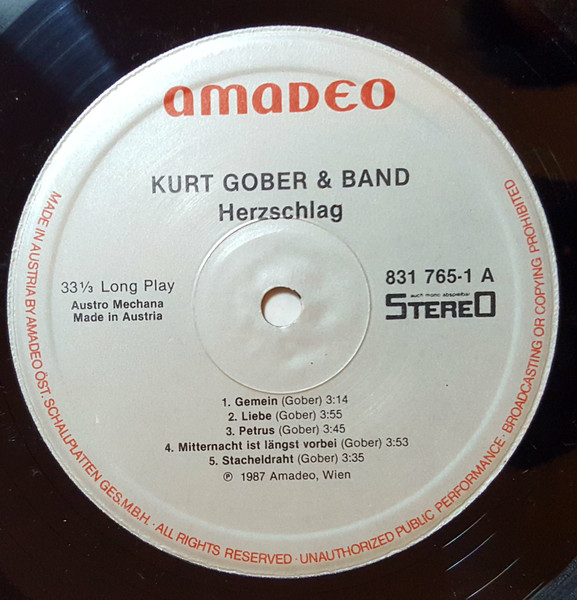 amaDEO
KURT GOBER & BAND
Herzschlag
33⅓ Long Play
Austro Mechana
Made in Austria
831 765-1 A
auch mono abspielbar
STEREO
1. Gemein (Gober) 3:14
2. Liebe (Gober) 3:55
3. Petrus (Gober) 3:45
4. Mitternacht ist längst vorbei (Gober) 3:53
5. Stacheldraht (Gober) 3:35
℗ 1987 Amadeo, Wien
MADE IN AUSTRIA BY AMADEO ÖST. SCHALLPLATTEN GES.M.B.H. · ALL RIGHTS RESERVED · UNAUTHORIZED PUBLIC PERFORMANCE · BROADCASTING OR COPYING PROHIBITED